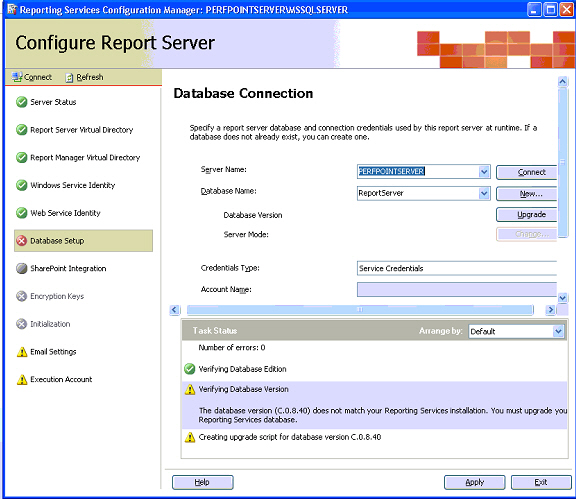 Reporting Services Configuration Manager: PERFPOINTSERVER\MSSQLSERVER
Configure Report Server
Connect Refresh
Server Status
Report Server Virtual Directory
Report Manager Virtual Directory
Windows Service Identity
Web Service Identity
Database Setup
SharePoint Integration
Encryption Keys
Initialization
Email Settings
Execution Account
Database Connection
Specify a report server database and connection credentials used by this report server at runtime. If a
database does not already exist, you can create one.
Server Name: PERFPOINTSERVER Connect
Database Name: ReportServer New...
Database Version Upgrade
Server Mode: Change...
Credentials Type: Service Credentials
Account Name:
Task Status Arrange by: Default
Number of errors: 0
Verifying Database Edition
Verifying Database Version
The database version (C.0.8.40) does not match your Reporting Services installation. You must upgrade you
Reporting Services database.
Creating upgrade script for database version C.0.8.40
Help Apply Exit